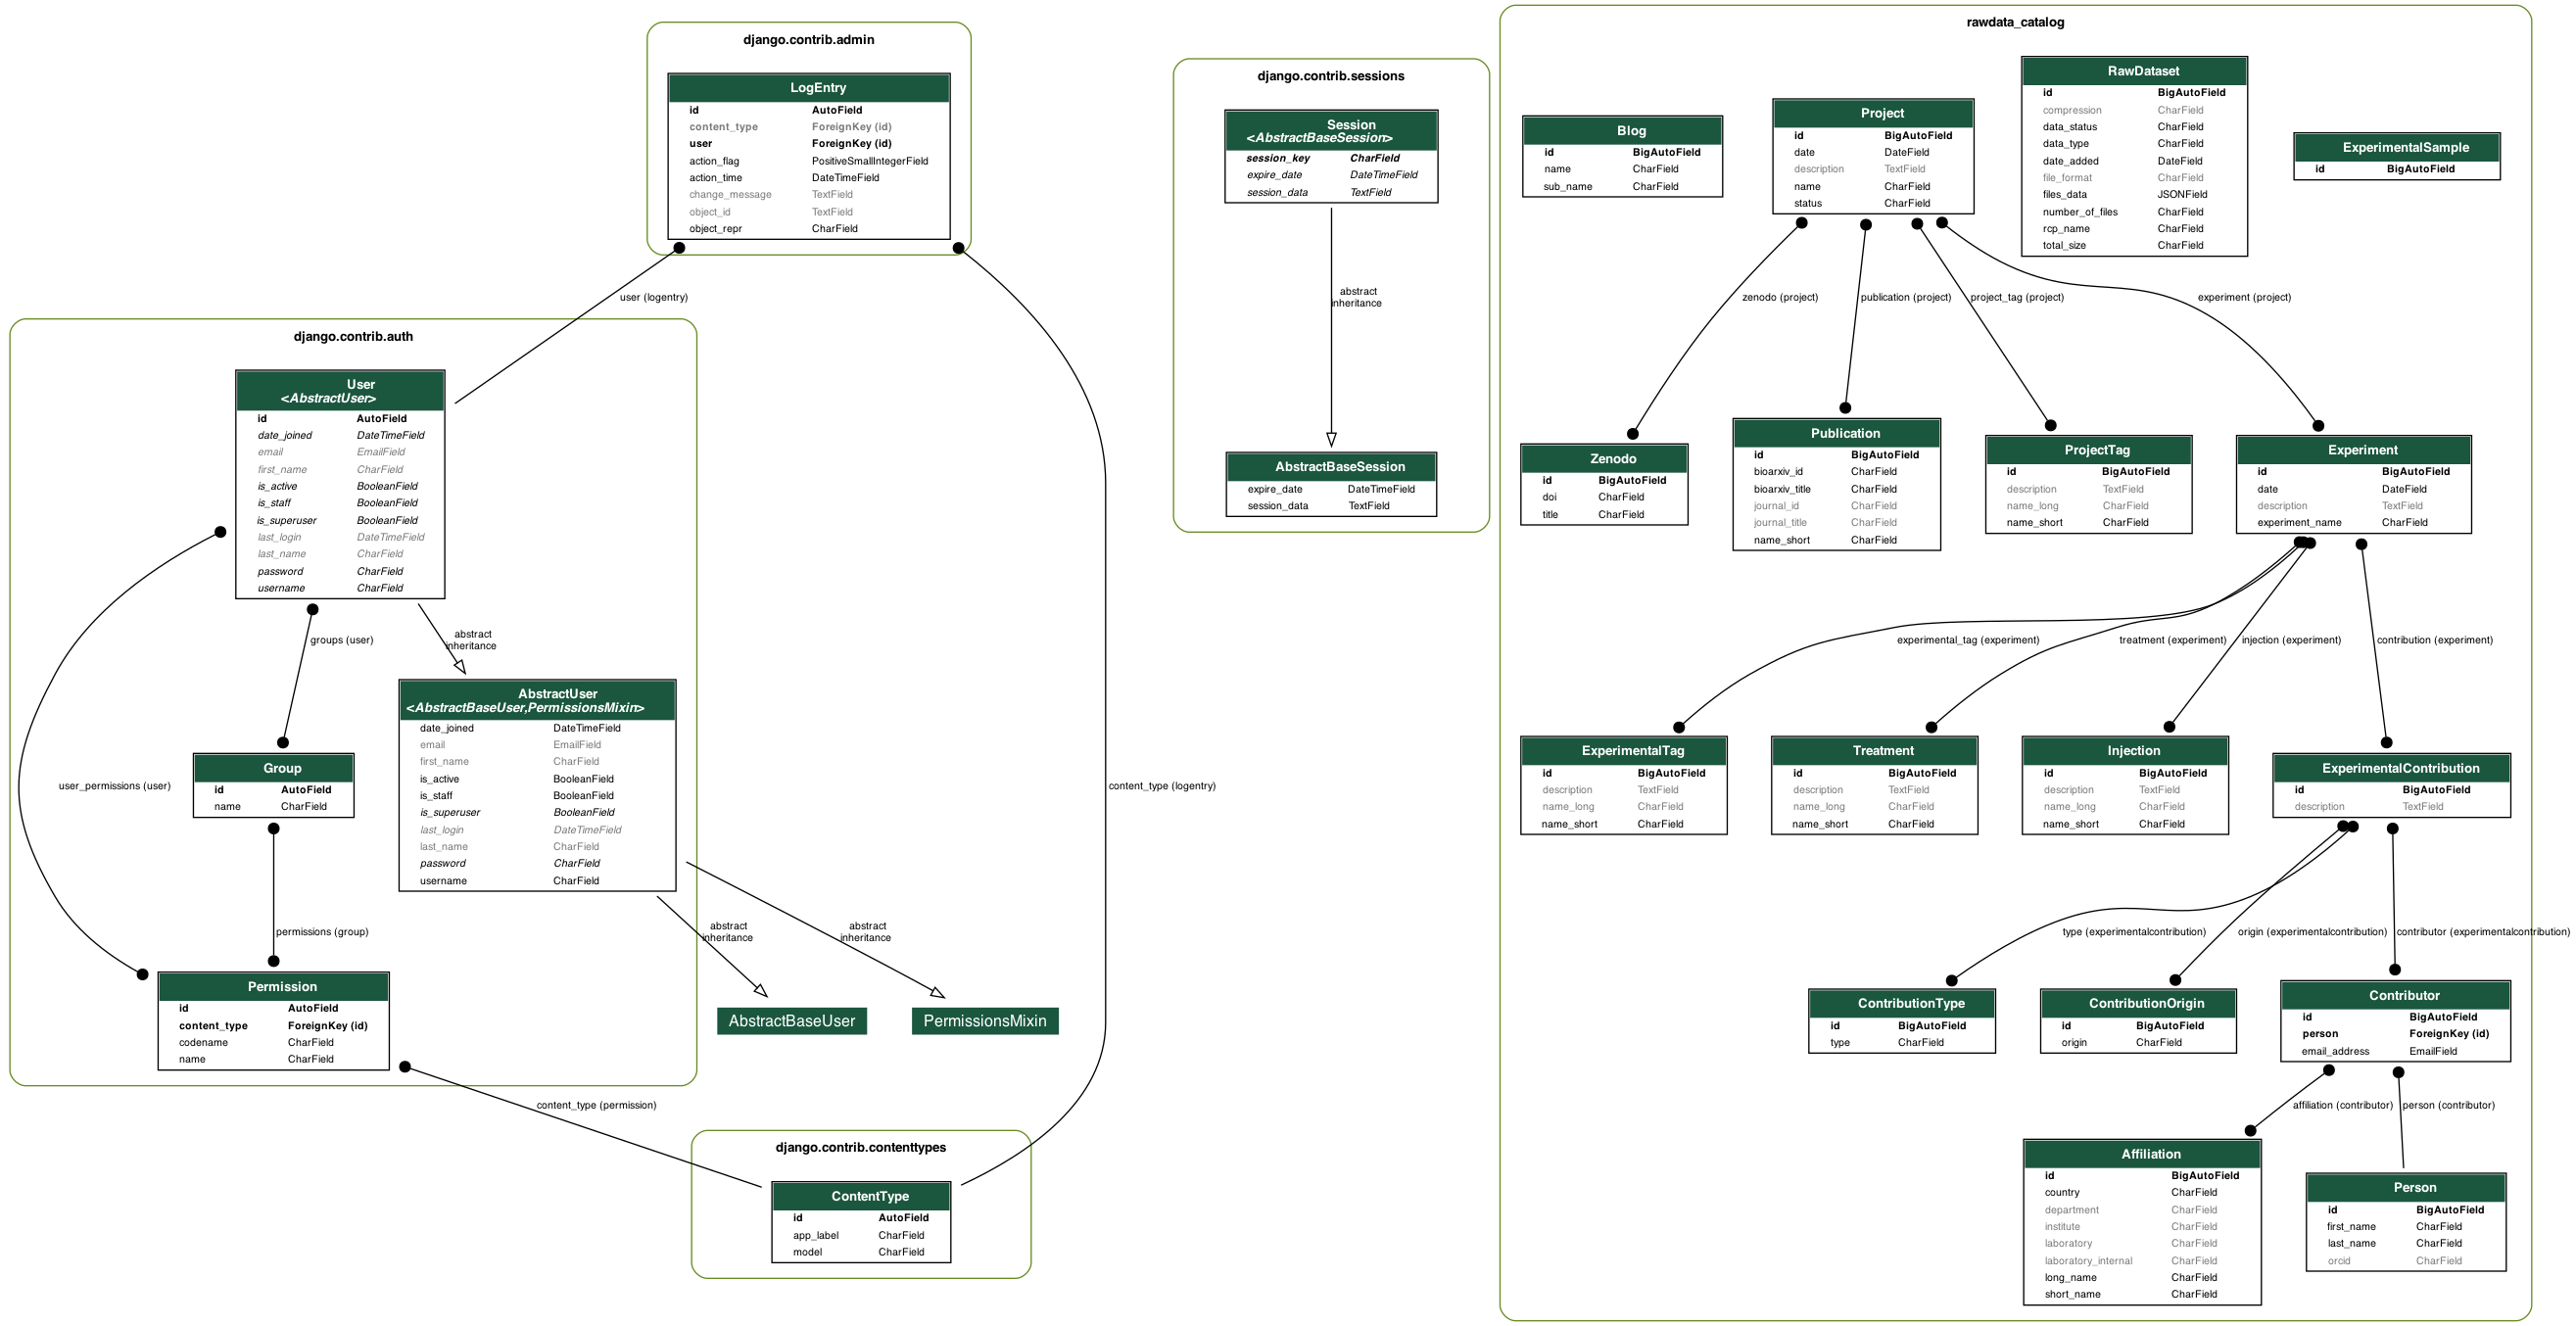 django.contrib.admin
LogEntry
id AutoField
content_type ForeignKey (id)
user ForeignKey (id)
action_flag PositiveSmallIntegerField
action_time DateTimeField
change_message TextField
object_id TextField
object_repr CharField
user (logentry)
content_type (logentry)
django.contrib.auth
User
<AbstractUser>
id AutoField
date_joined DateTimeField
email EmailField
first_name CharField
is_active BooleanField
is_staff BooleanField
is_superuser BooleanField
last_login DateTimeField
last_name CharField
password CharField
username CharField
groups (user)
abstract
inheritance
user_permissions (user)
AbstractUser
<AbstractBaseUser,PermissionsMixin>
date_joined DateTimeField
email EmailField
first_name CharField
is_active BooleanField
is_staff BooleanField
is_superuser BooleanField
last_login DateTimeField
last_name CharField
password CharField
username CharField
Group
id AutoField
name CharField
permissions (group)
abstract
inheritance
abstract
inheritance
Permission
id AutoField
content_type ForeignKey (id)
codename CharField
name CharField
AbstractBaseUser
PermissionsMixin
content_type (permission)
django.contrib.contenttypes
ContentType
id AutoField
app_label CharField
model CharField
django.contrib.sessions
Session
<AbstractBaseSession>
session_key CharField
expire_date DateTimeField
session_data TextField
abstract
inheritance
AbstractBaseSession
expire_date DateTimeField
session_data TextField
rawdata_catalog
Blog
id BigAutoField
name CharField
sub_name CharField
Project
id BigAutoField
date DateField
description TextField
name CharField
status CharField
RawDataset
id BigAutoField
compression CharField
data_status CharField
data_type CharField
date_added DateField
file_format CharField
files_data JSONField
number_of_files CharField
rcp_name CharField
total_size CharField
ExperimentalSample
id BigAutoField
zenodo (project)
publication (project)
project_tag (project)
experiment (project)
Zenodo
id BigAutoField
doi CharField
title CharField
Publication
id BigAutoField
bioarxiv_id CharField
bioarxiv_title CharField
journal_id CharField
journal_title CharField
name_short CharField
ProjectTag
id BigAutoField
description TextField
name_long CharField
name_short CharField
Experiment
id BigAutoField
date DateField
description TextField
experiment_name CharField
experimental_tag (experiment)
treatment (experiment)
injection (experiment)
contribution (experiment)
ExperimentalTag
id BigAutoField
description TextField
name_long CharField
name_short CharField
Treatment
id BigAutoField
description TextField
name_long CharField
name_short CharField
Injection
id BigAutoField
description TextField
name_long CharField
name_short CharField
ExperimentalContribution
id BigAutoField
description TextField
type (experimentalcontribution)
origin (experimentalcontribution)
contributor (experimentalcontribution)
ContributionType
id BigAutoField
type CharField
ContributionOrigin
id BigAutoField
origin CharField
Contributor
id BigAutoField
person ForeignKey (id)
email_address EmailField
affiliation (contributor)
person (contributor)
Affiliation
id BigAutoField
country CharField
department CharField
institute CharField
laboratory CharField
laboratory_internal CharField
long_name CharField
short_name CharField
Person
id BigAutoField
first_name CharField
last_name CharField
orcid CharField